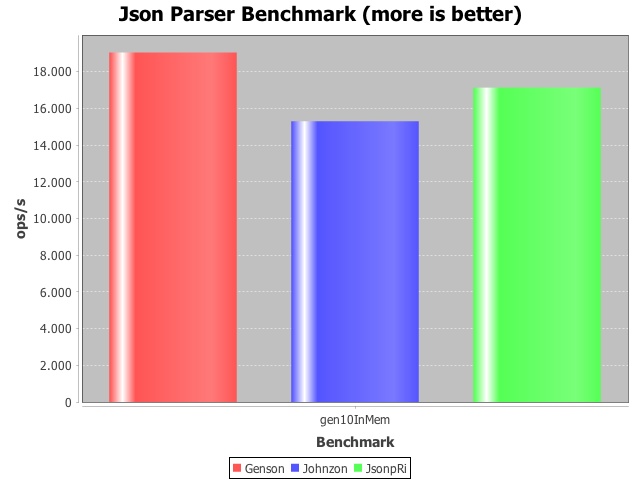 Json Parser Benchmark (more is better)
18.000
16.000
14.000
12.000
10.000
8.000
6.000
4.000
2.000
0
ops/s
gen10InMem
Benchmark
Genson Johnzon JsonpRi